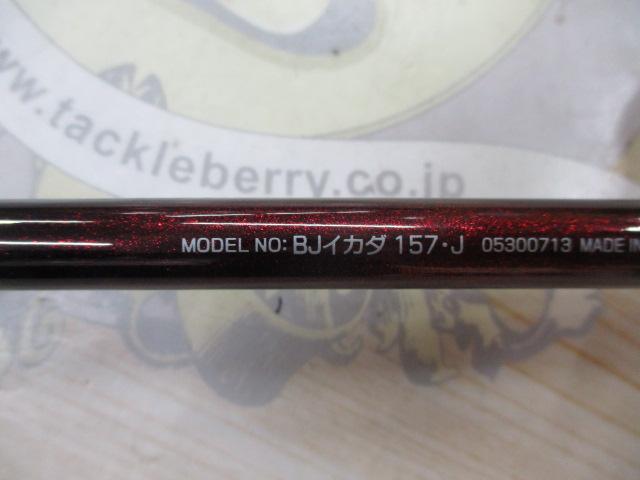 www.tackleberry.co.jp
MODEL NO: BJイカダ 157・J 05300713 MADE IN